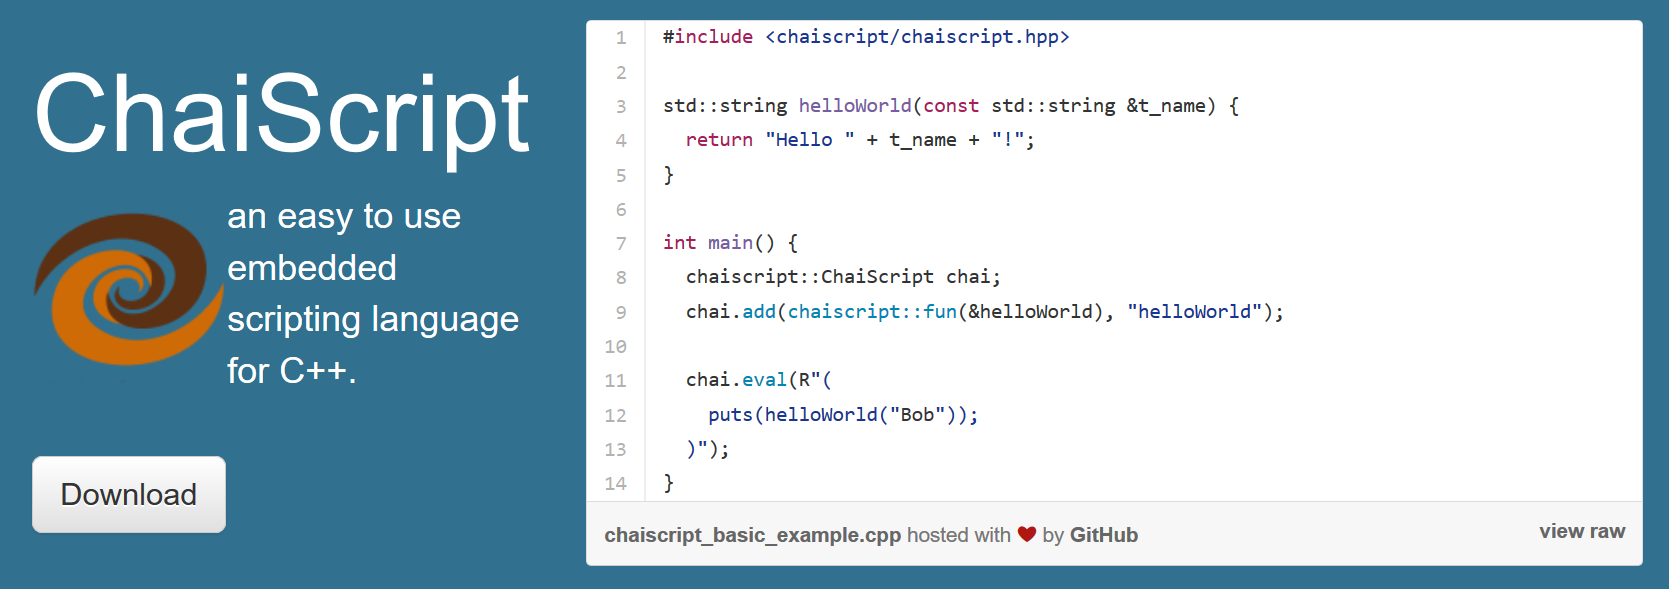 ChaiScript
an easy to use
embedded
scripting language
for C++.
Download
1 #include <chaiscript/chaiscript.hpp>
2
3 std::string helloWorld(const std::string &t_name) {
4   return "Hello " + t_name + "!";
5 }
6
7 int main() {
8   chaiscript::ChaiScript chai;
9   chai.add(chaiscript::fun(&helloWorld), "helloWorld");
10
11   chai.eval(R"(
12     puts(helloWorld("Bob"));
13   )");
14 }
chaiscript_basic_example.cpp hosted with ❤ by GitHub view raw